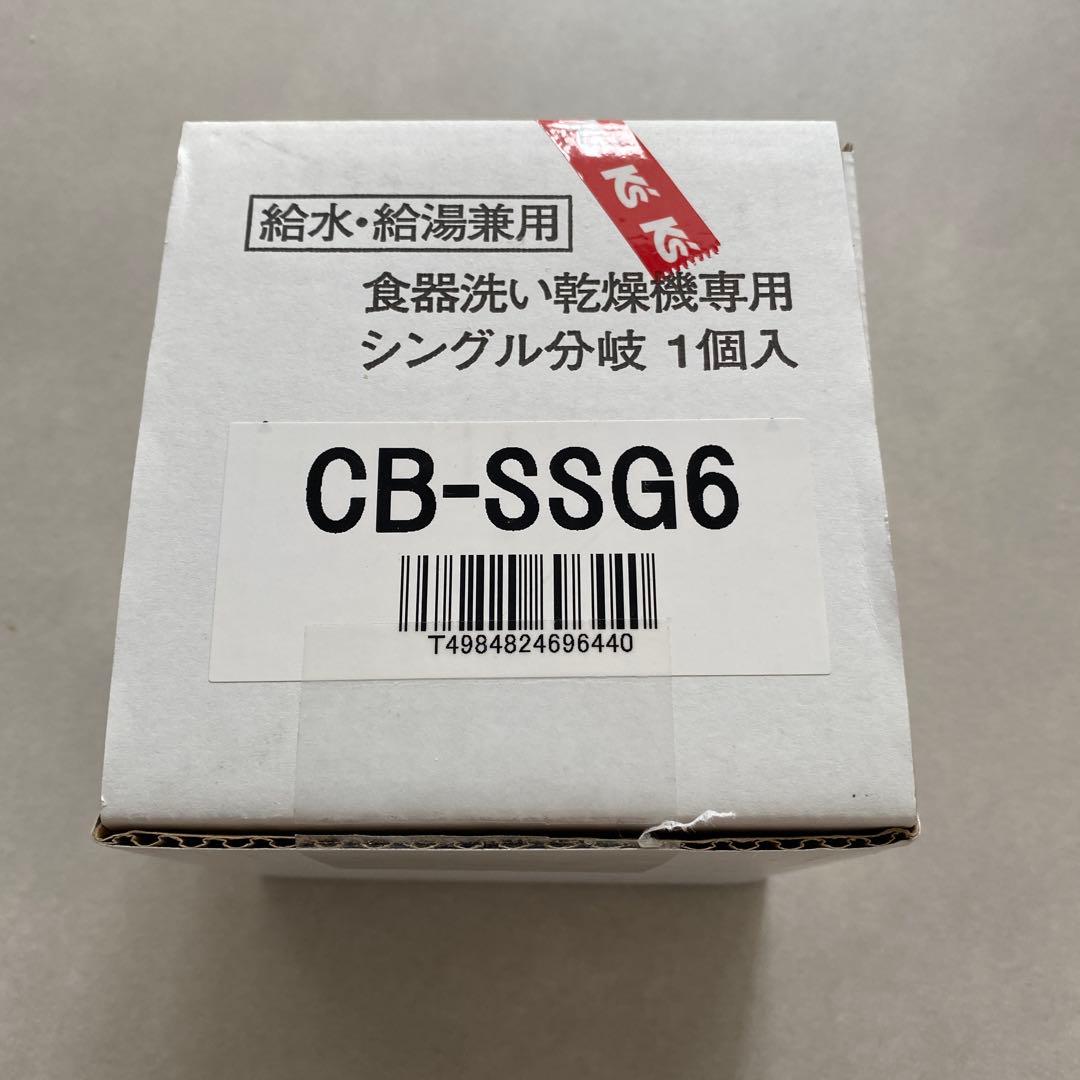 K's K's
給水・給湯兼用
食器洗い乾燥機専用
シングル分岐 1個入
CB-SSG6
T4984824696440